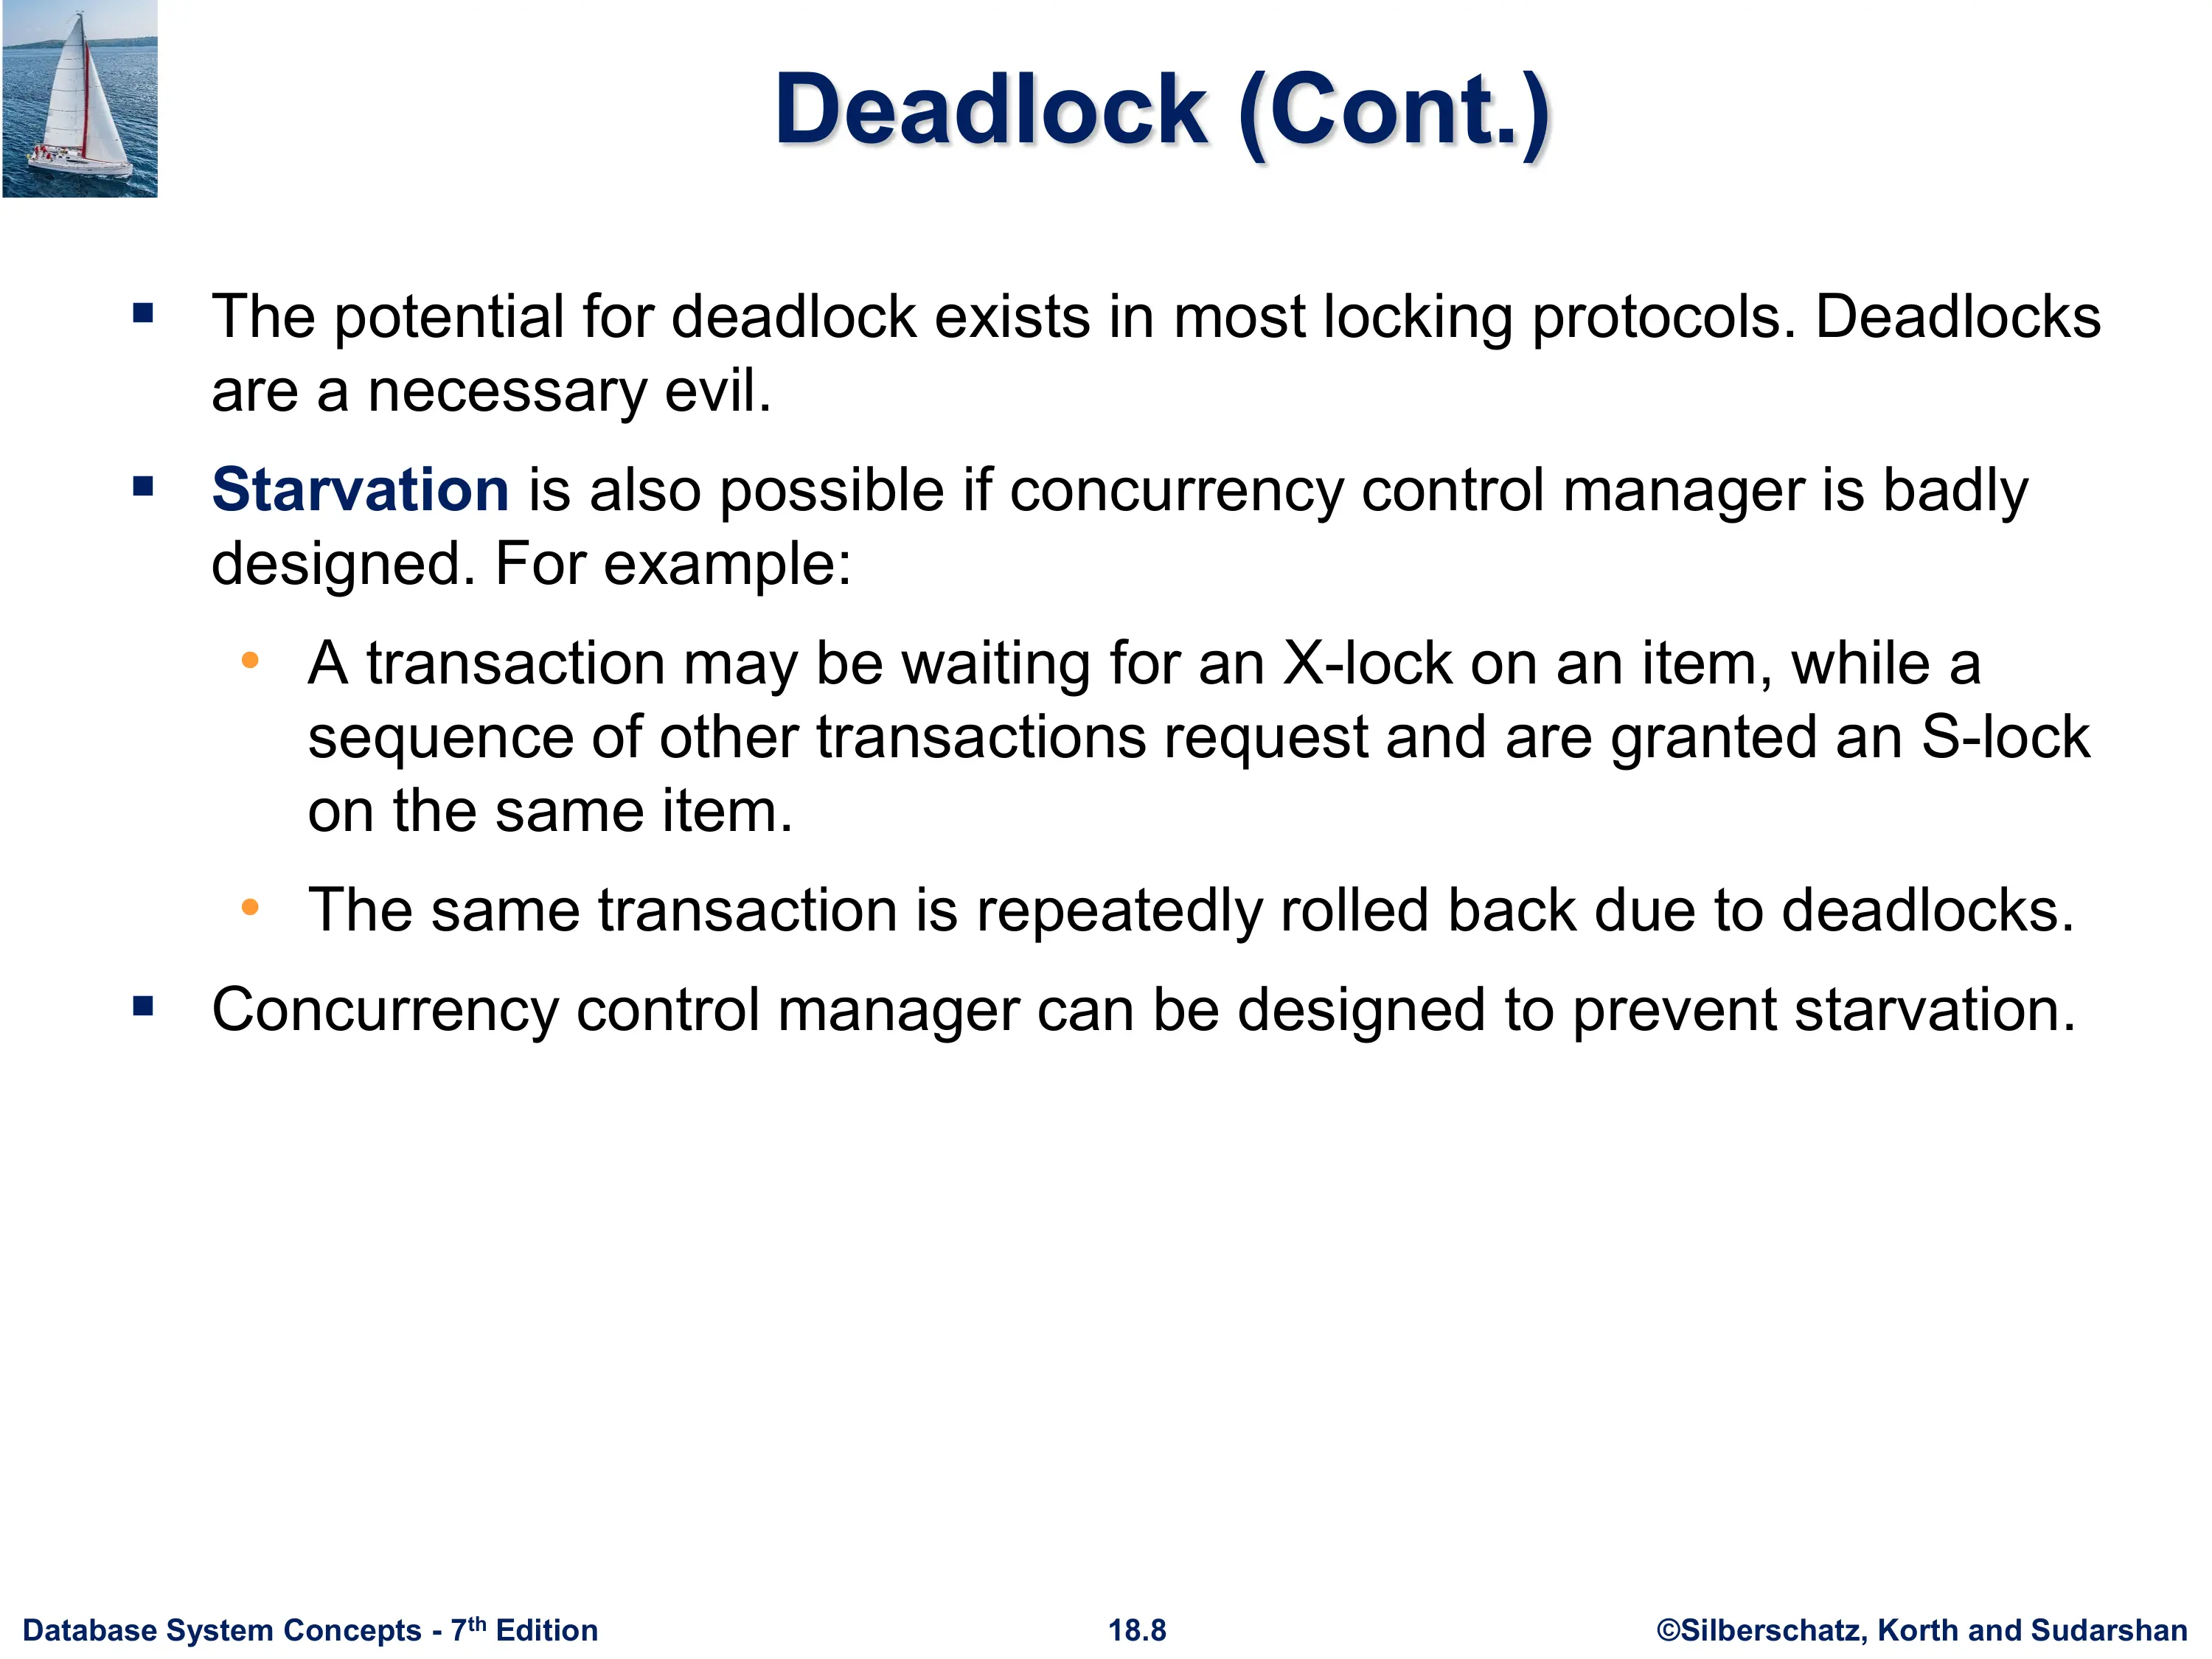 Deadlock (Cont.)
▪ The potential for deadlock exists in most locking protocols. Deadlocks
are a necessary evil.
▪ Starvation is also possible if concurrency control manager is badly
designed. For example:
• A transaction may be waiting for an X-lock on an item, while a
sequence of other transactions request and are granted an S-lock
on the same item.
• The same transaction is repeatedly rolled back due to deadlocks.
▪ Concurrency control manager can be designed to prevent starvation.
Database System Concepts - 7th Edition 18.8 ©Silberschatz, Korth and Sudarshan